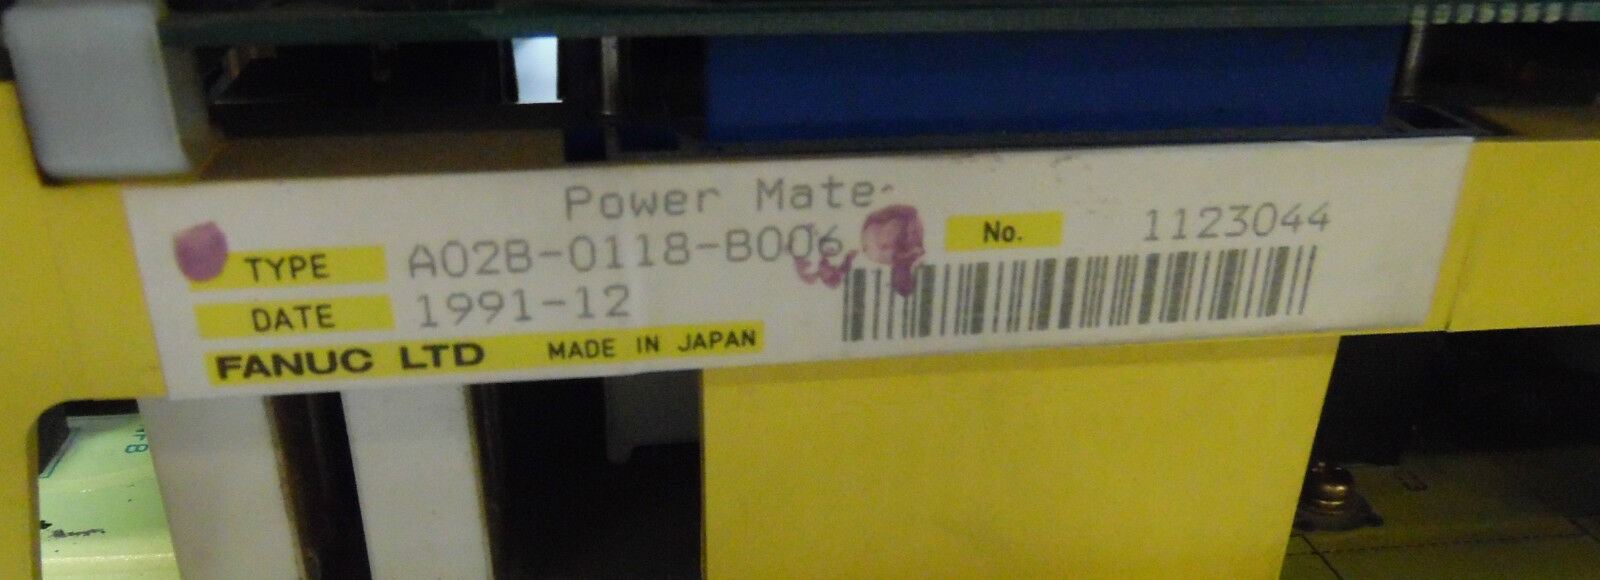 Power Mate
TYPE A02B-0118-B006 No. 1123044
DATE 1991-12
FANUC LTD MADE IN JAPAN